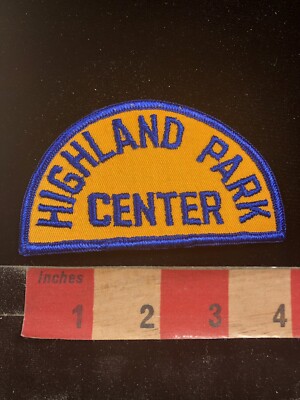 HIGHLAND PARK
CENTER
Inches
1 2 3 4